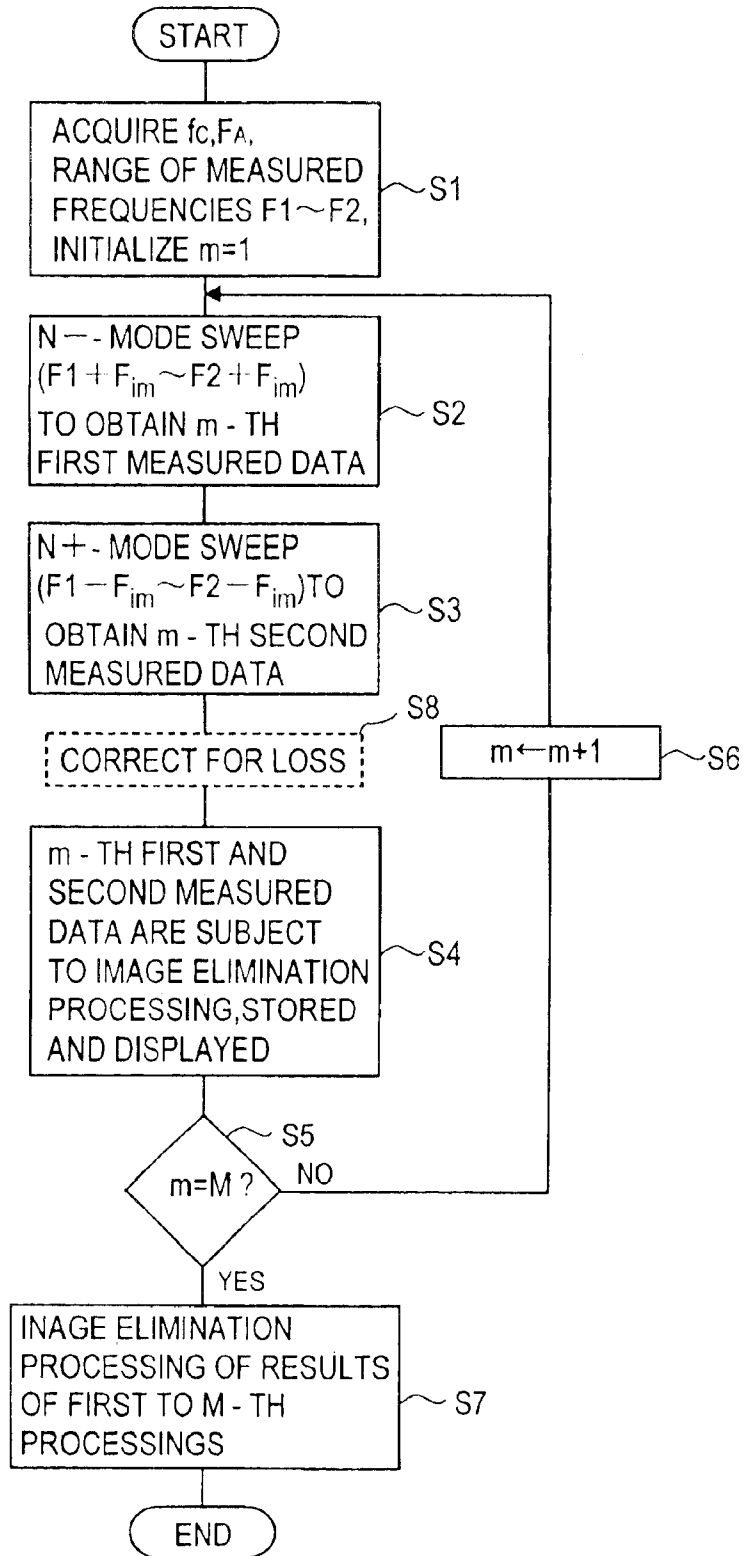 START
ACQUIRE fc,FA,
RANGE OF MEASURED
FREQUENCIES F1~F2,
INITIALIZE m=1
S1
N−-MODE SWEEP
(F1+Fim~F2+Fim)
TO OBTAIN m-TH
FIRST MEASURED DATA
S2
N+-MODE SWEEP
(F1−Fim~F2−Fim)TO
OBTAIN m-TH SECOND
MEASURED DATA
S3
S8
CORRECT FOR LOSS
m←m+1
S6
m-TH FIRST AND
SECOND MEASURED
DATA ARE SUBJECT
TO IMAGE ELIMINATION
PROCESSING,STORED
AND DISPLAYED
S4
S5
m=M ?
NO
YES
INAGE ELIMINATION
PROCESSING OF RESULTS
OF FIRST TO M-TH
PROCESSINGS
S7
END